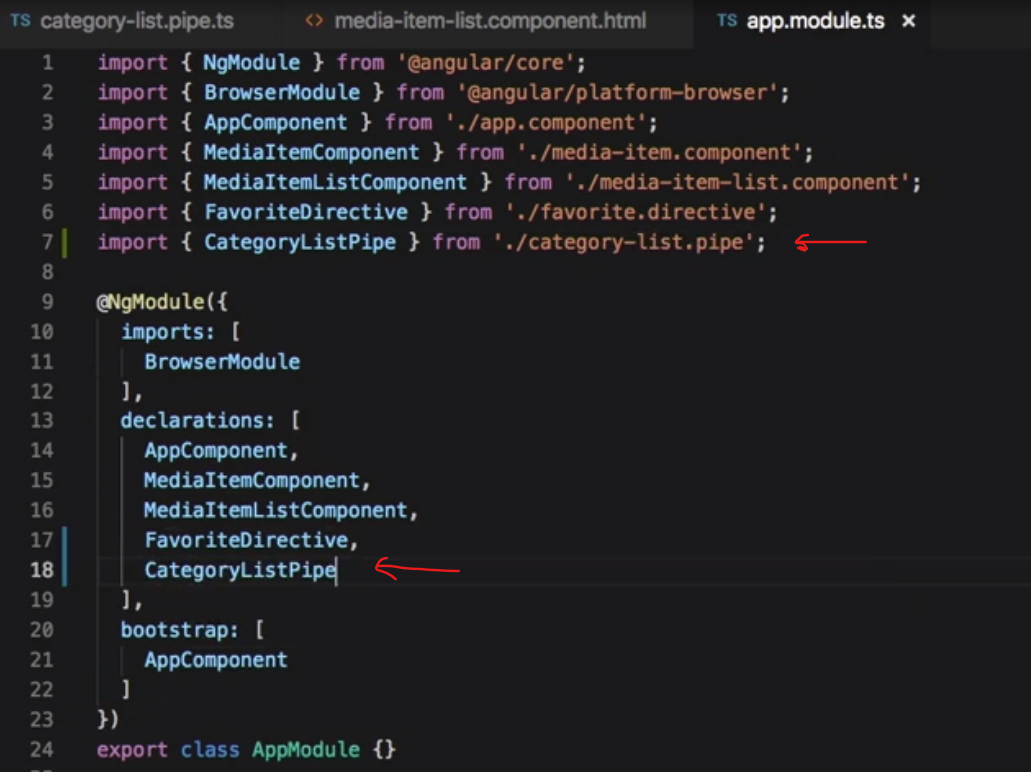 TS category-list.pipe.ts <> media-item-list.component.html TS app.module.ts ×
1 import { NgModule } from '@angular/core';
2 import { BrowserModule } from '@angular/platform-browser';
3 import { AppComponent } from './app.component';
4 import { MediaItemComponent } from './media-item.component';
5 import { MediaItemListComponent } from './media-item-list.component';
6 import { FavoriteDirective } from './favorite.directive';
7 import { CategoryListPipe } from './category-list.pipe';
8
9 @NgModule({
10   imports: [
11     BrowserModule
12   ],
13   declarations: [
14     AppComponent,
15     MediaItemComponent,
16     MediaItemListComponent,
17     FavoriteDirective,
18     CategoryListPipe
19   ],
20   bootstrap: [
21     AppComponent
22   ]
23 })
24 export class AppModule {}